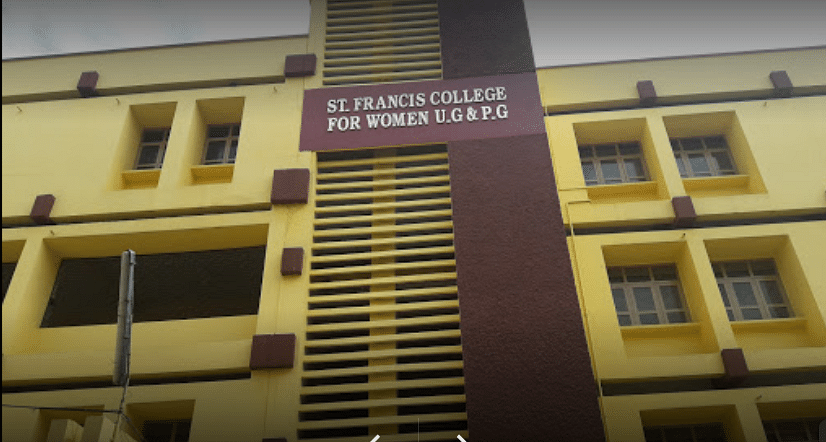 ST. FRANCIS COLLEGE
FOR WOMEN U.G & P.G